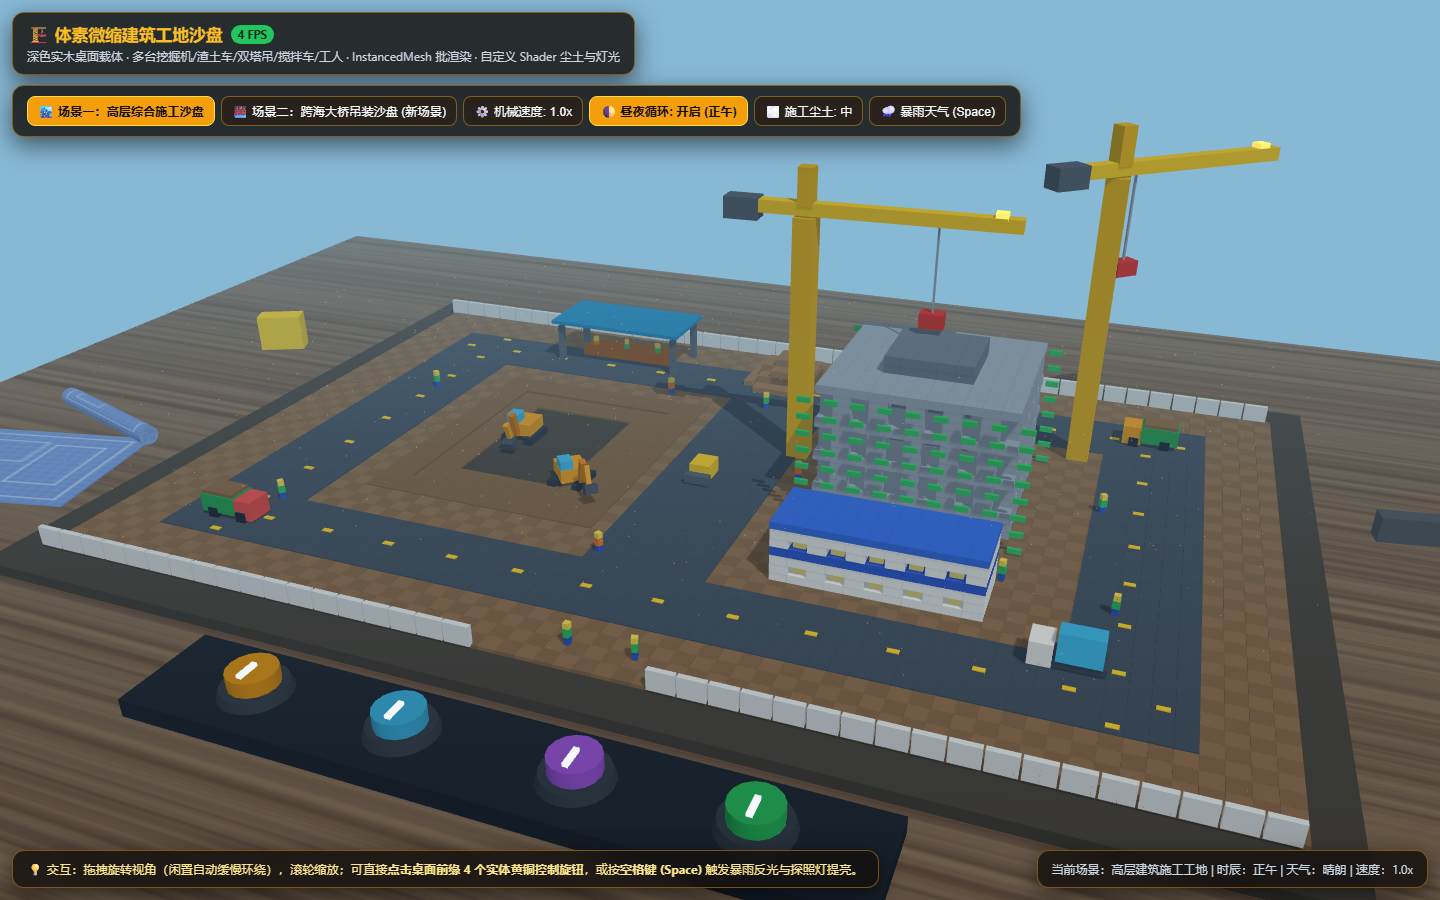 体素微缩建筑工地沙盘 4 FPS
深色实木桌面载体 · 多台挖掘机/渣土车/双塔吊/搅拌车/工人 · InstancedMesh 批渲染 · 自定义 Shader 尘土与灯光
场景一：高层综合施工沙盘 场景二：跨海大桥吊装沙盘 (新场景) 机械速度: 1.0x 昼夜循环: 开启 (正午) 施工尘土: 中 暴雨天气 (Space)
交互：拖拽旋转视角（闲置自动缓慢环绕），滚轮缩放；可直接点击桌面前缘 4 个实体黄铜控制旋钮，或按空格键 (Space) 触发暴雨反光与探照灯提亮。
当前场景：高层建筑施工工地 | 时辰：正午 | 天气：晴朗 | 速度：1.0x